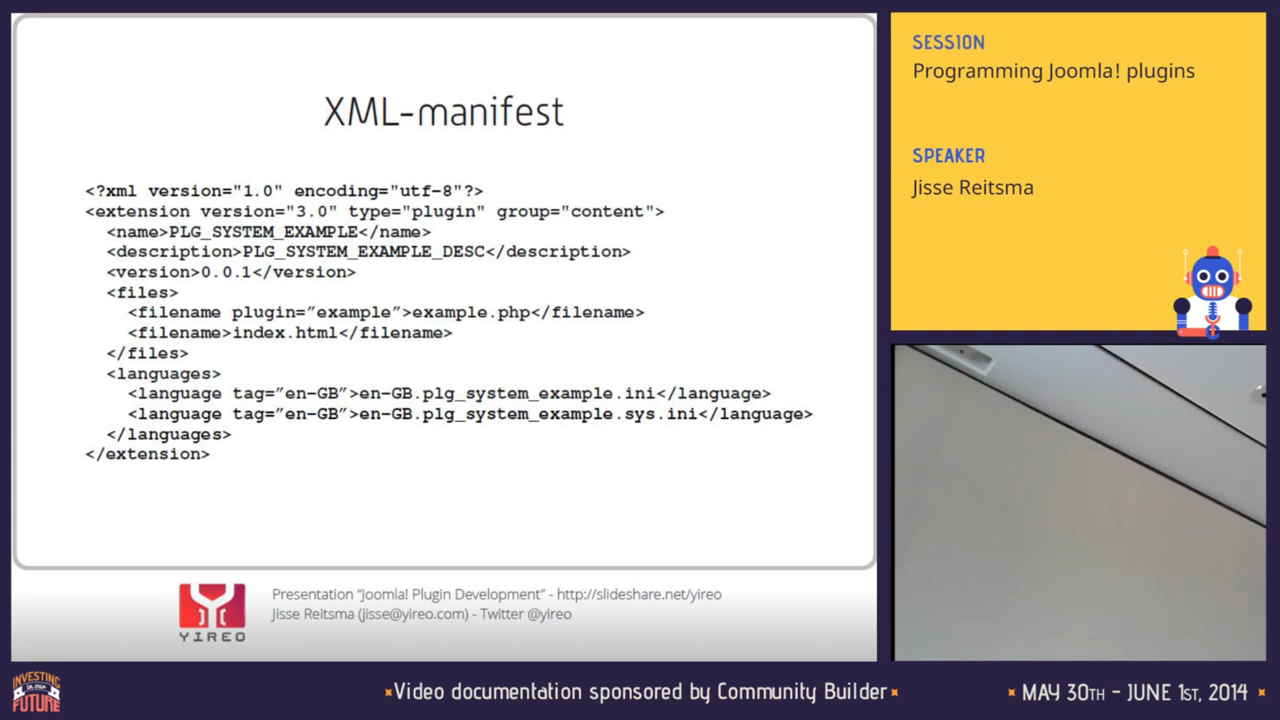 XML-manifest
<?xml version="1.0" encoding="utf-8"?>
<extension version="3.0" type="plugin" group="content">
<name>PLG_SYSTEM_EXAMPLE</name>
<description>PLG_SYSTEM_EXAMPLE_DESC</description>
<version>0.0.1</version>
<files>
<filename plugin=”example”>example.php</filename>
<filename>index.html</filename>
</files>
<languages>
<language tag=”en-GB”>en-GB.plg_system_example.ini</language>
<language tag=”en-GB”>en-GB.plg_system_example.sys.ini</language>
</languages>
</extension>
YIREO
Presentation “Joomla! Plugin Development” - http://slideshare.net/yireo
Jisse Reitsma (jisse@yireo.com) - Twitter @yireo
SESSION
Programming Joomla! plugins
SPEAKER
Jisse Reitsma
INVESTING
IN OUR
FUTURE
Video documentation sponsored by Community Builder
MAY 30TH - JUNE 1ST, 2014